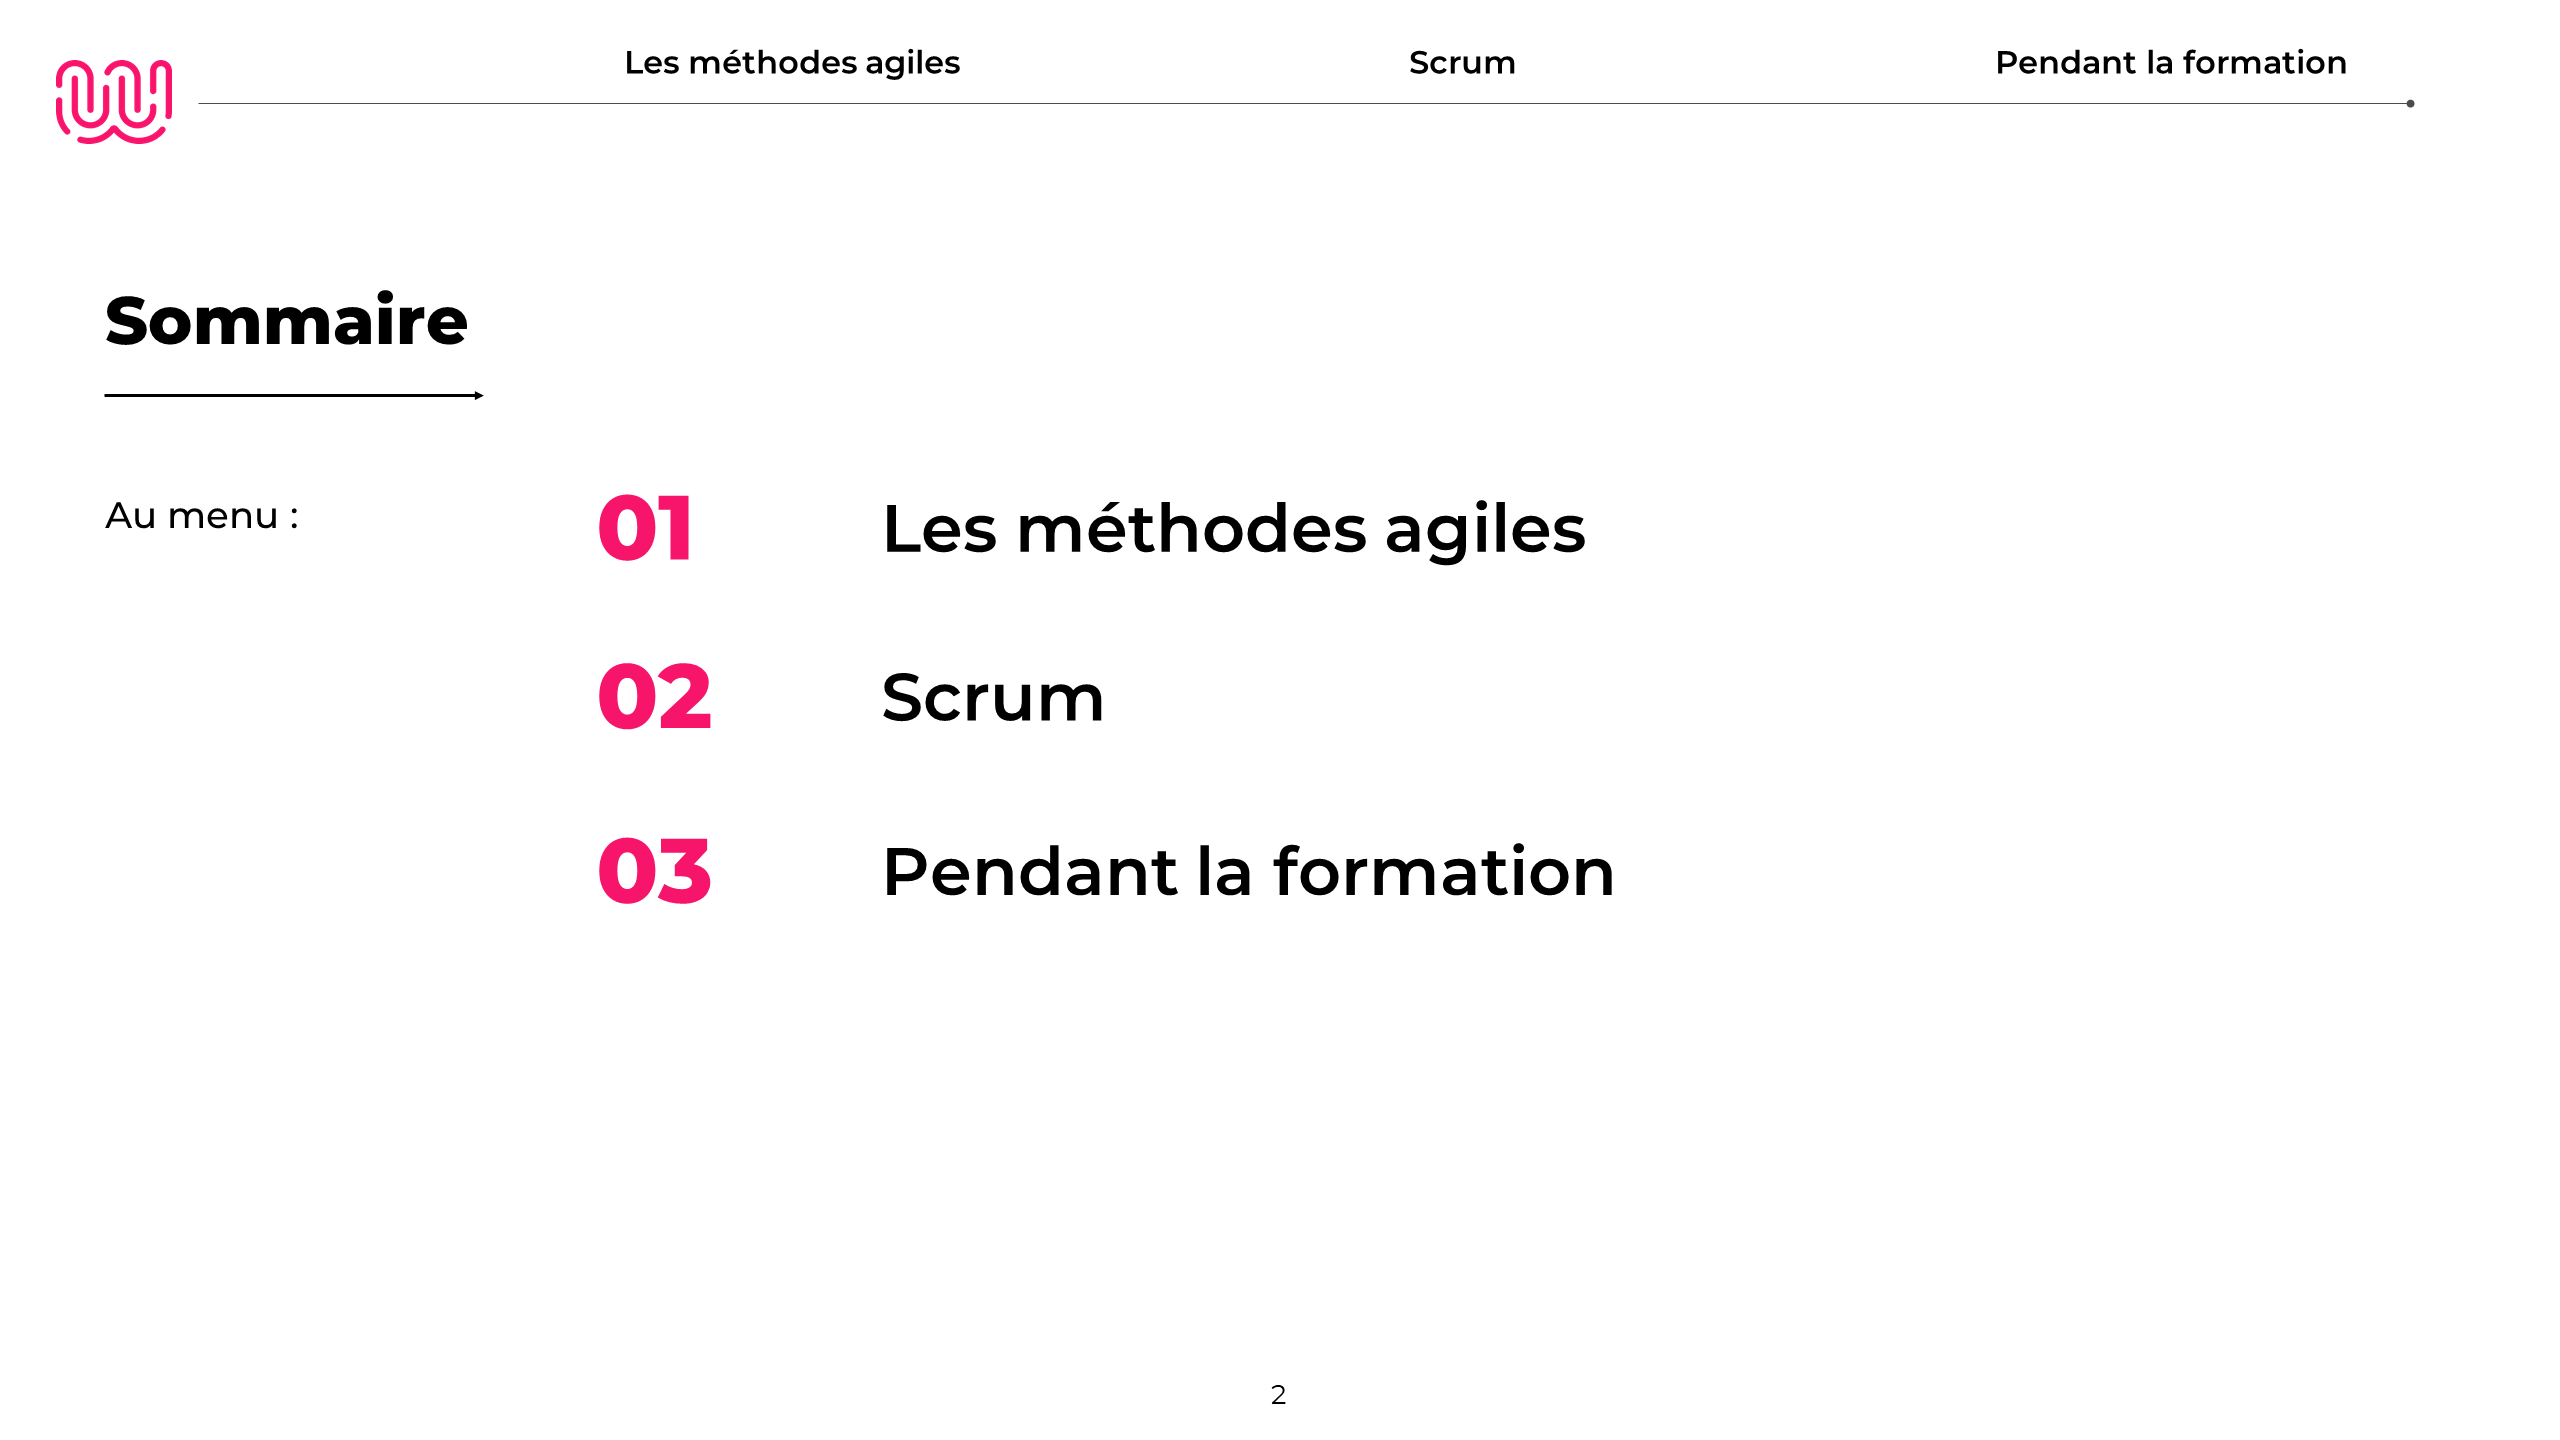 Les méthodes agiles Scrum Pendant la formation
Sommaire
Au menu :
01 Les méthodes agiles
02 Scrum
03 Pendant la formation
2